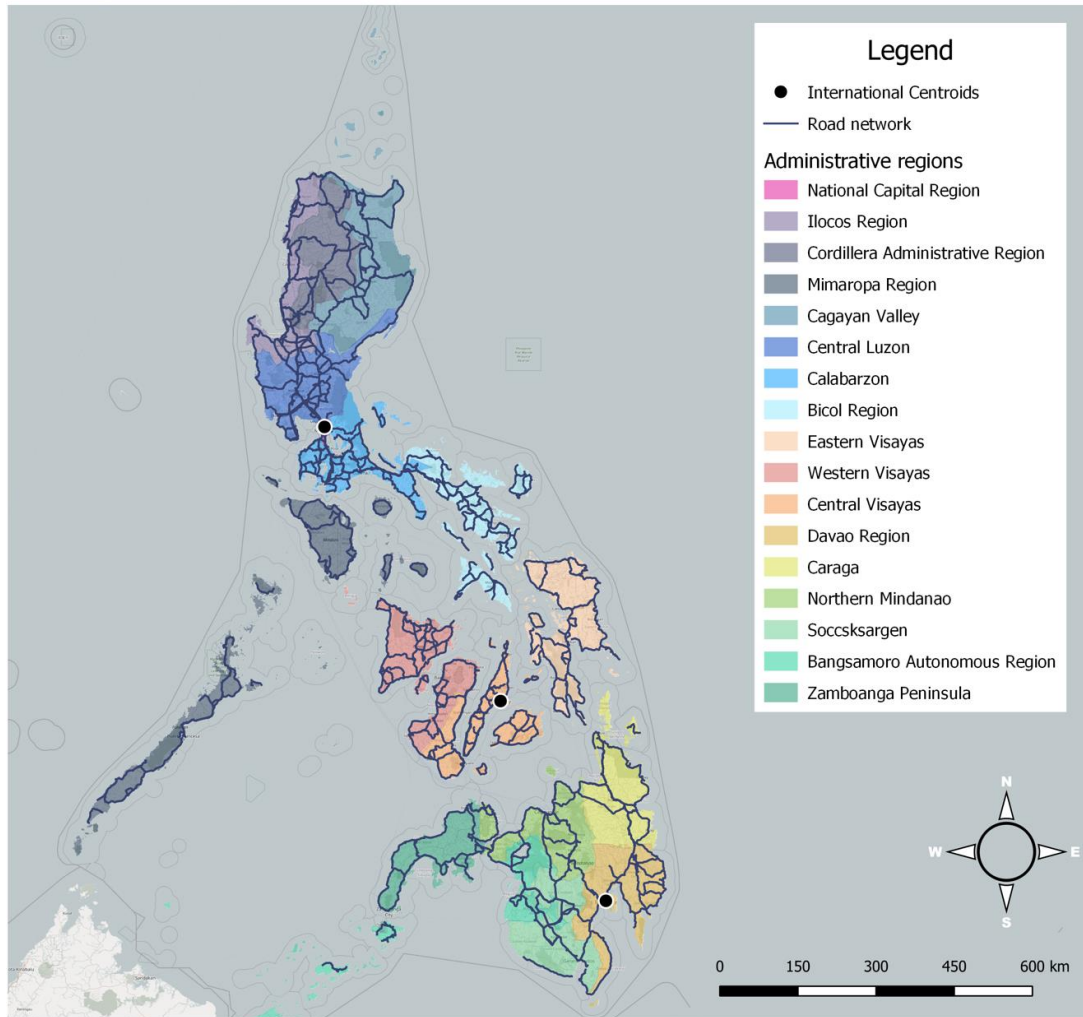 Legend
International Centroids
Road network
Administrative regions
National Capital Region
Ilocos Region
Cordillera Administrative Region
Mimaropa Region
Cagayan Valley
Central Luzon
Calabarzon
Bicol Region
Eastern Visayas
Western Visayas
Central Visayas
Davao Region
Caraga
Northern Mindanao
Soccsksargen
Bangsamoro Autonomous Region
Zamboanga Peninsula
N
W
E
S
0 150 300 450 600 km